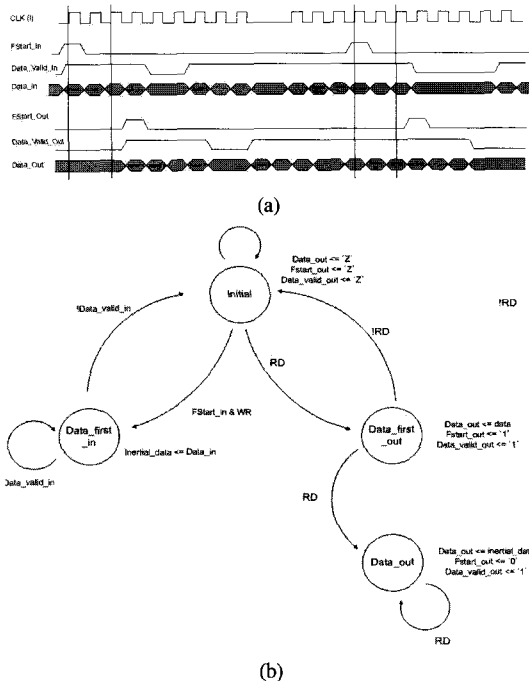 CLK (I)
FStart_In
Data_Valid_In
Data_In
FStart_Out
Data_Valid_Out
Data_Out
(a)
Data_out <= 'Z'
Fstart_out <= 'Z'
Data_valid_out <= 'Z'
Initial
!Data_valid_in
!RD
!RD
RD
FStart_in & WR
Data_first
_in
Inertial_data <= Data_in
Data_valid_in
Data_first
_out
Data_out <= data
Fstart_out <= '1'
Data_valid_out <= '1'
RD
Data_out
Data_out <= inertial_dat
Fstart_out <= '0'
Data_valid_out <= '1'
RD
(b)